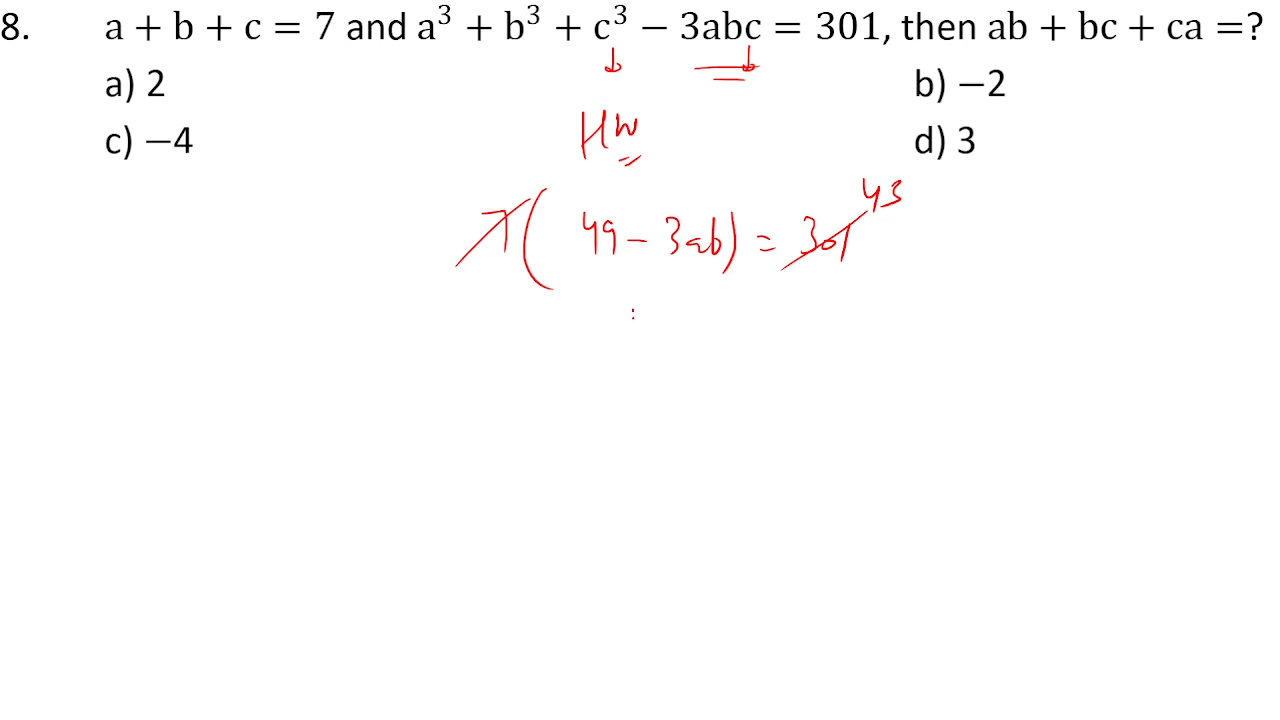 8. a + b + c = 7 and a³ + b³ + c³ − 3abc = 301, then ab + bc + ca =?
a) 2 b) −2
c) −4 d) 3
HW
43
7( 49 − 3ab) = 301